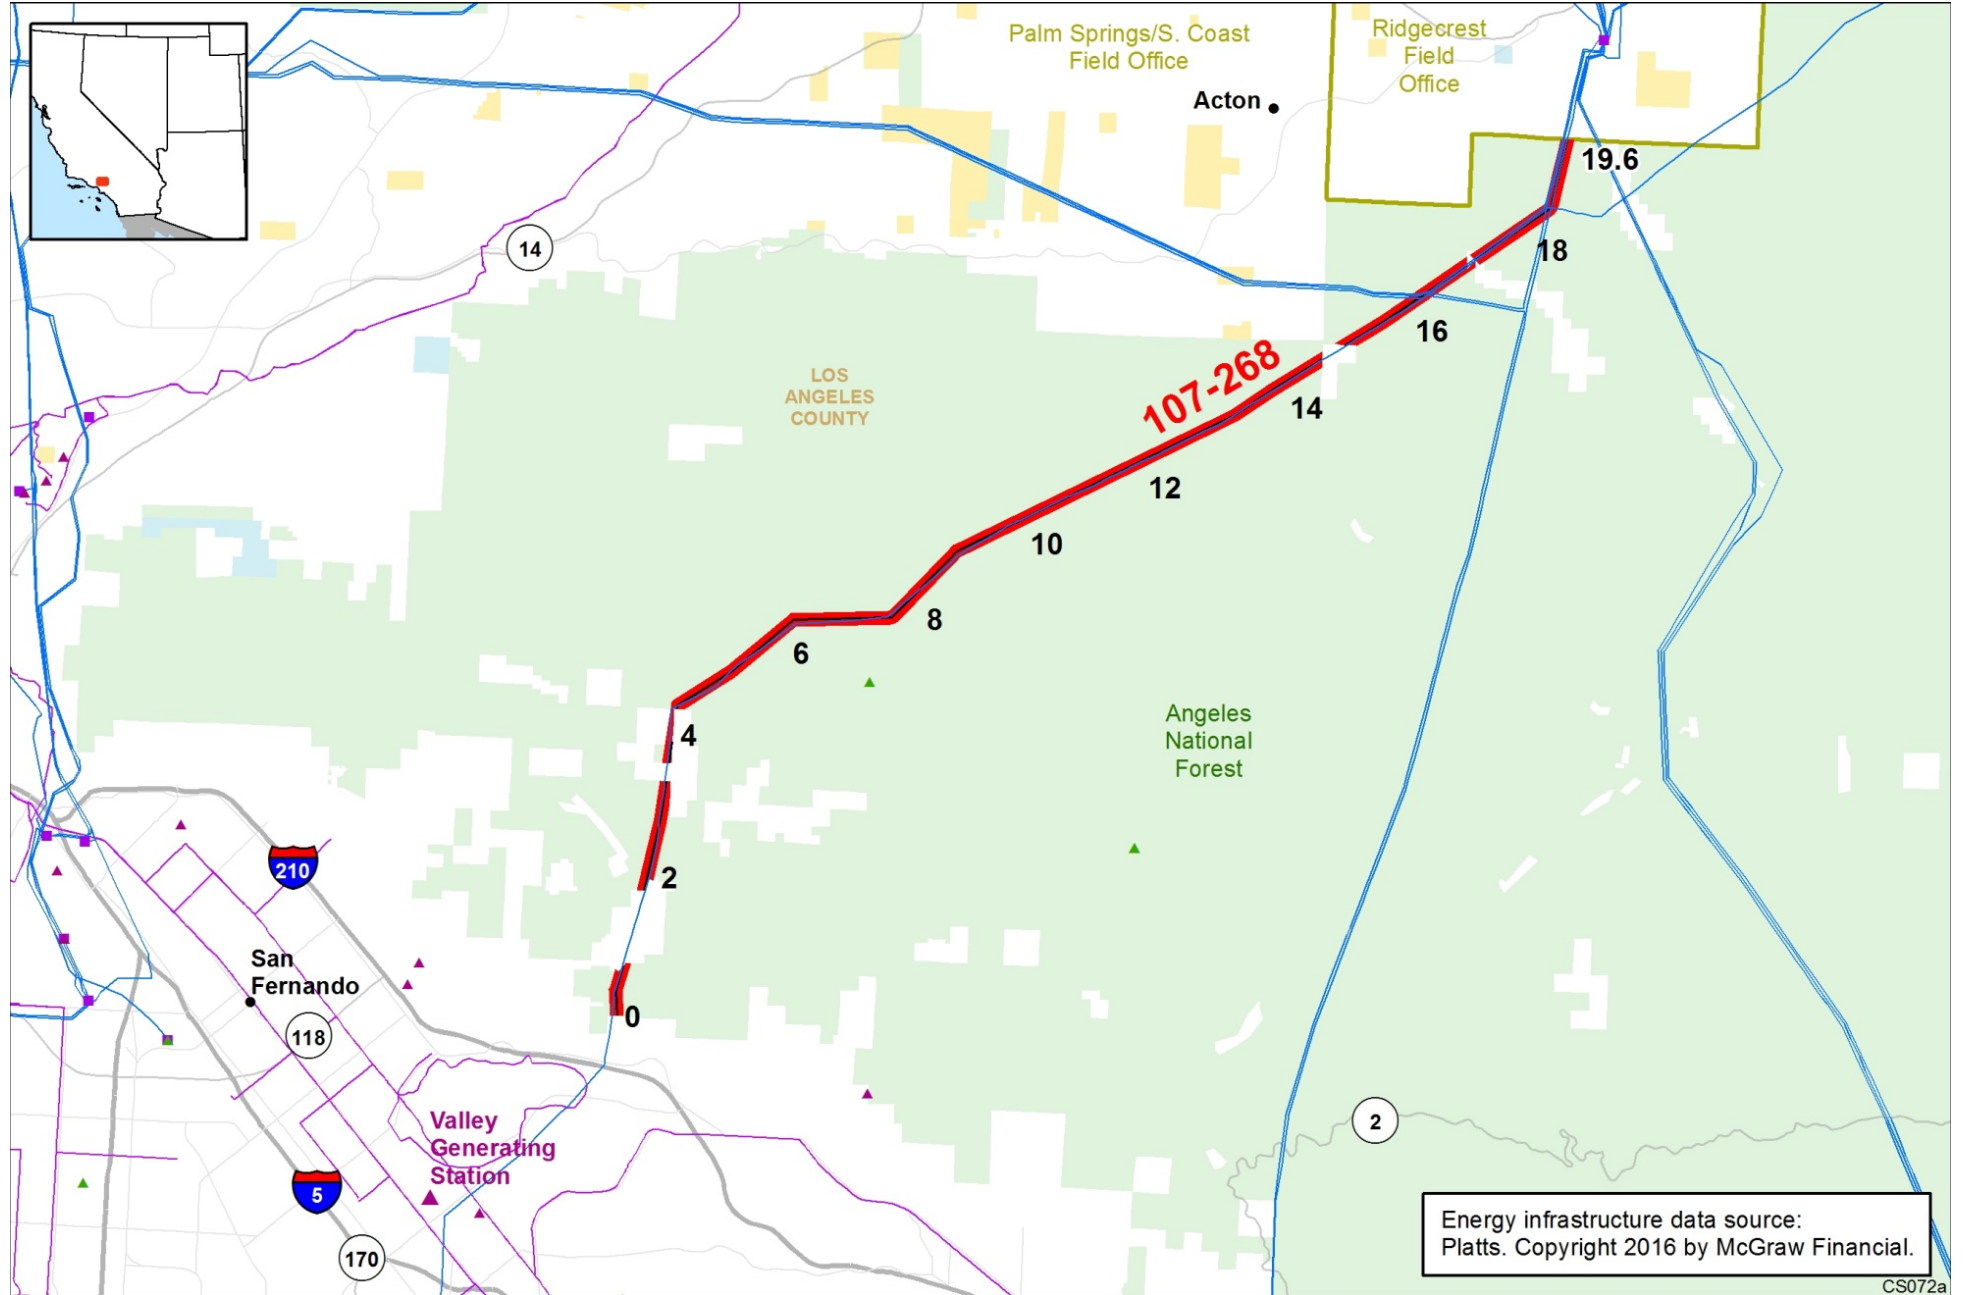 Palm Springs/S. Coast
Field Office
Ridgecrest
Field
Office
Acton
19.6
14
18
16
LOS
ANGELES
COUNTY
107-268
14
12
10
8
6
4
Angeles
National
Forest
2
210
San
Fernando
0
118
2
Valley
Generating
Station
5
170
Energy infrastructure data source:
Platts. Copyright 2016 by McGraw Financial.
CS072a